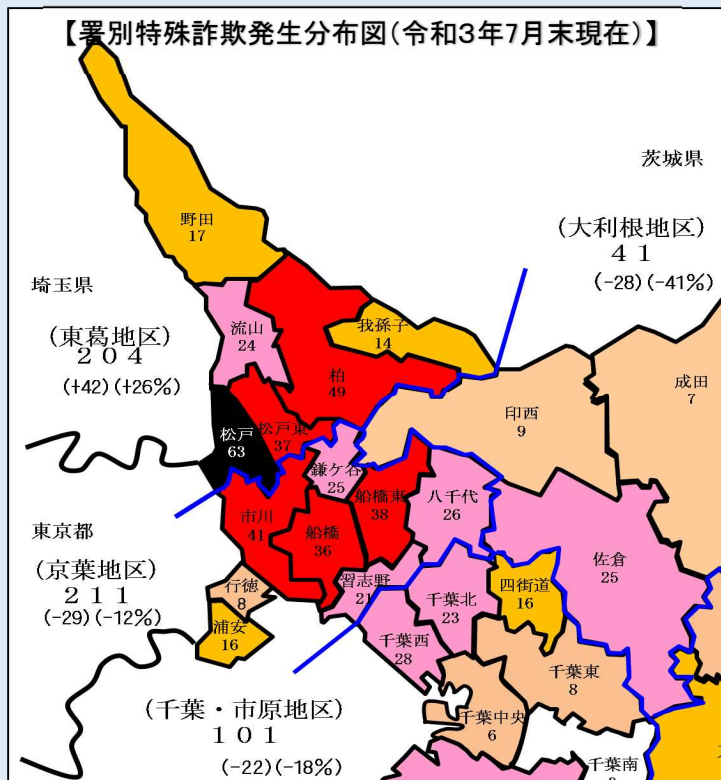 【署別特殊詐欺発生分布図(令和3年7月末現在)】
茨城県
野田
17
(大利根地区)
41
(-28)(-41%)
埼玉県
流山
24
我孫子
14
(東葛地区)
204
(+42)(+26%)
柏
49
成田
7
印西
9
松戸
63
松戸東
37
鎌ケ谷
25
船橋東
38
八千代
26
市川
41
船橋
36
東京都
(京葉地区)
211
(-29)(-12%)
佐倉
25
行徳
8
習志野
21
千葉北
23
四街道
16
浦安
16
千葉西
28
千葉東
8
(千葉・市原地区)
101
(-22)(-18%)
千葉中央
6
千葉南